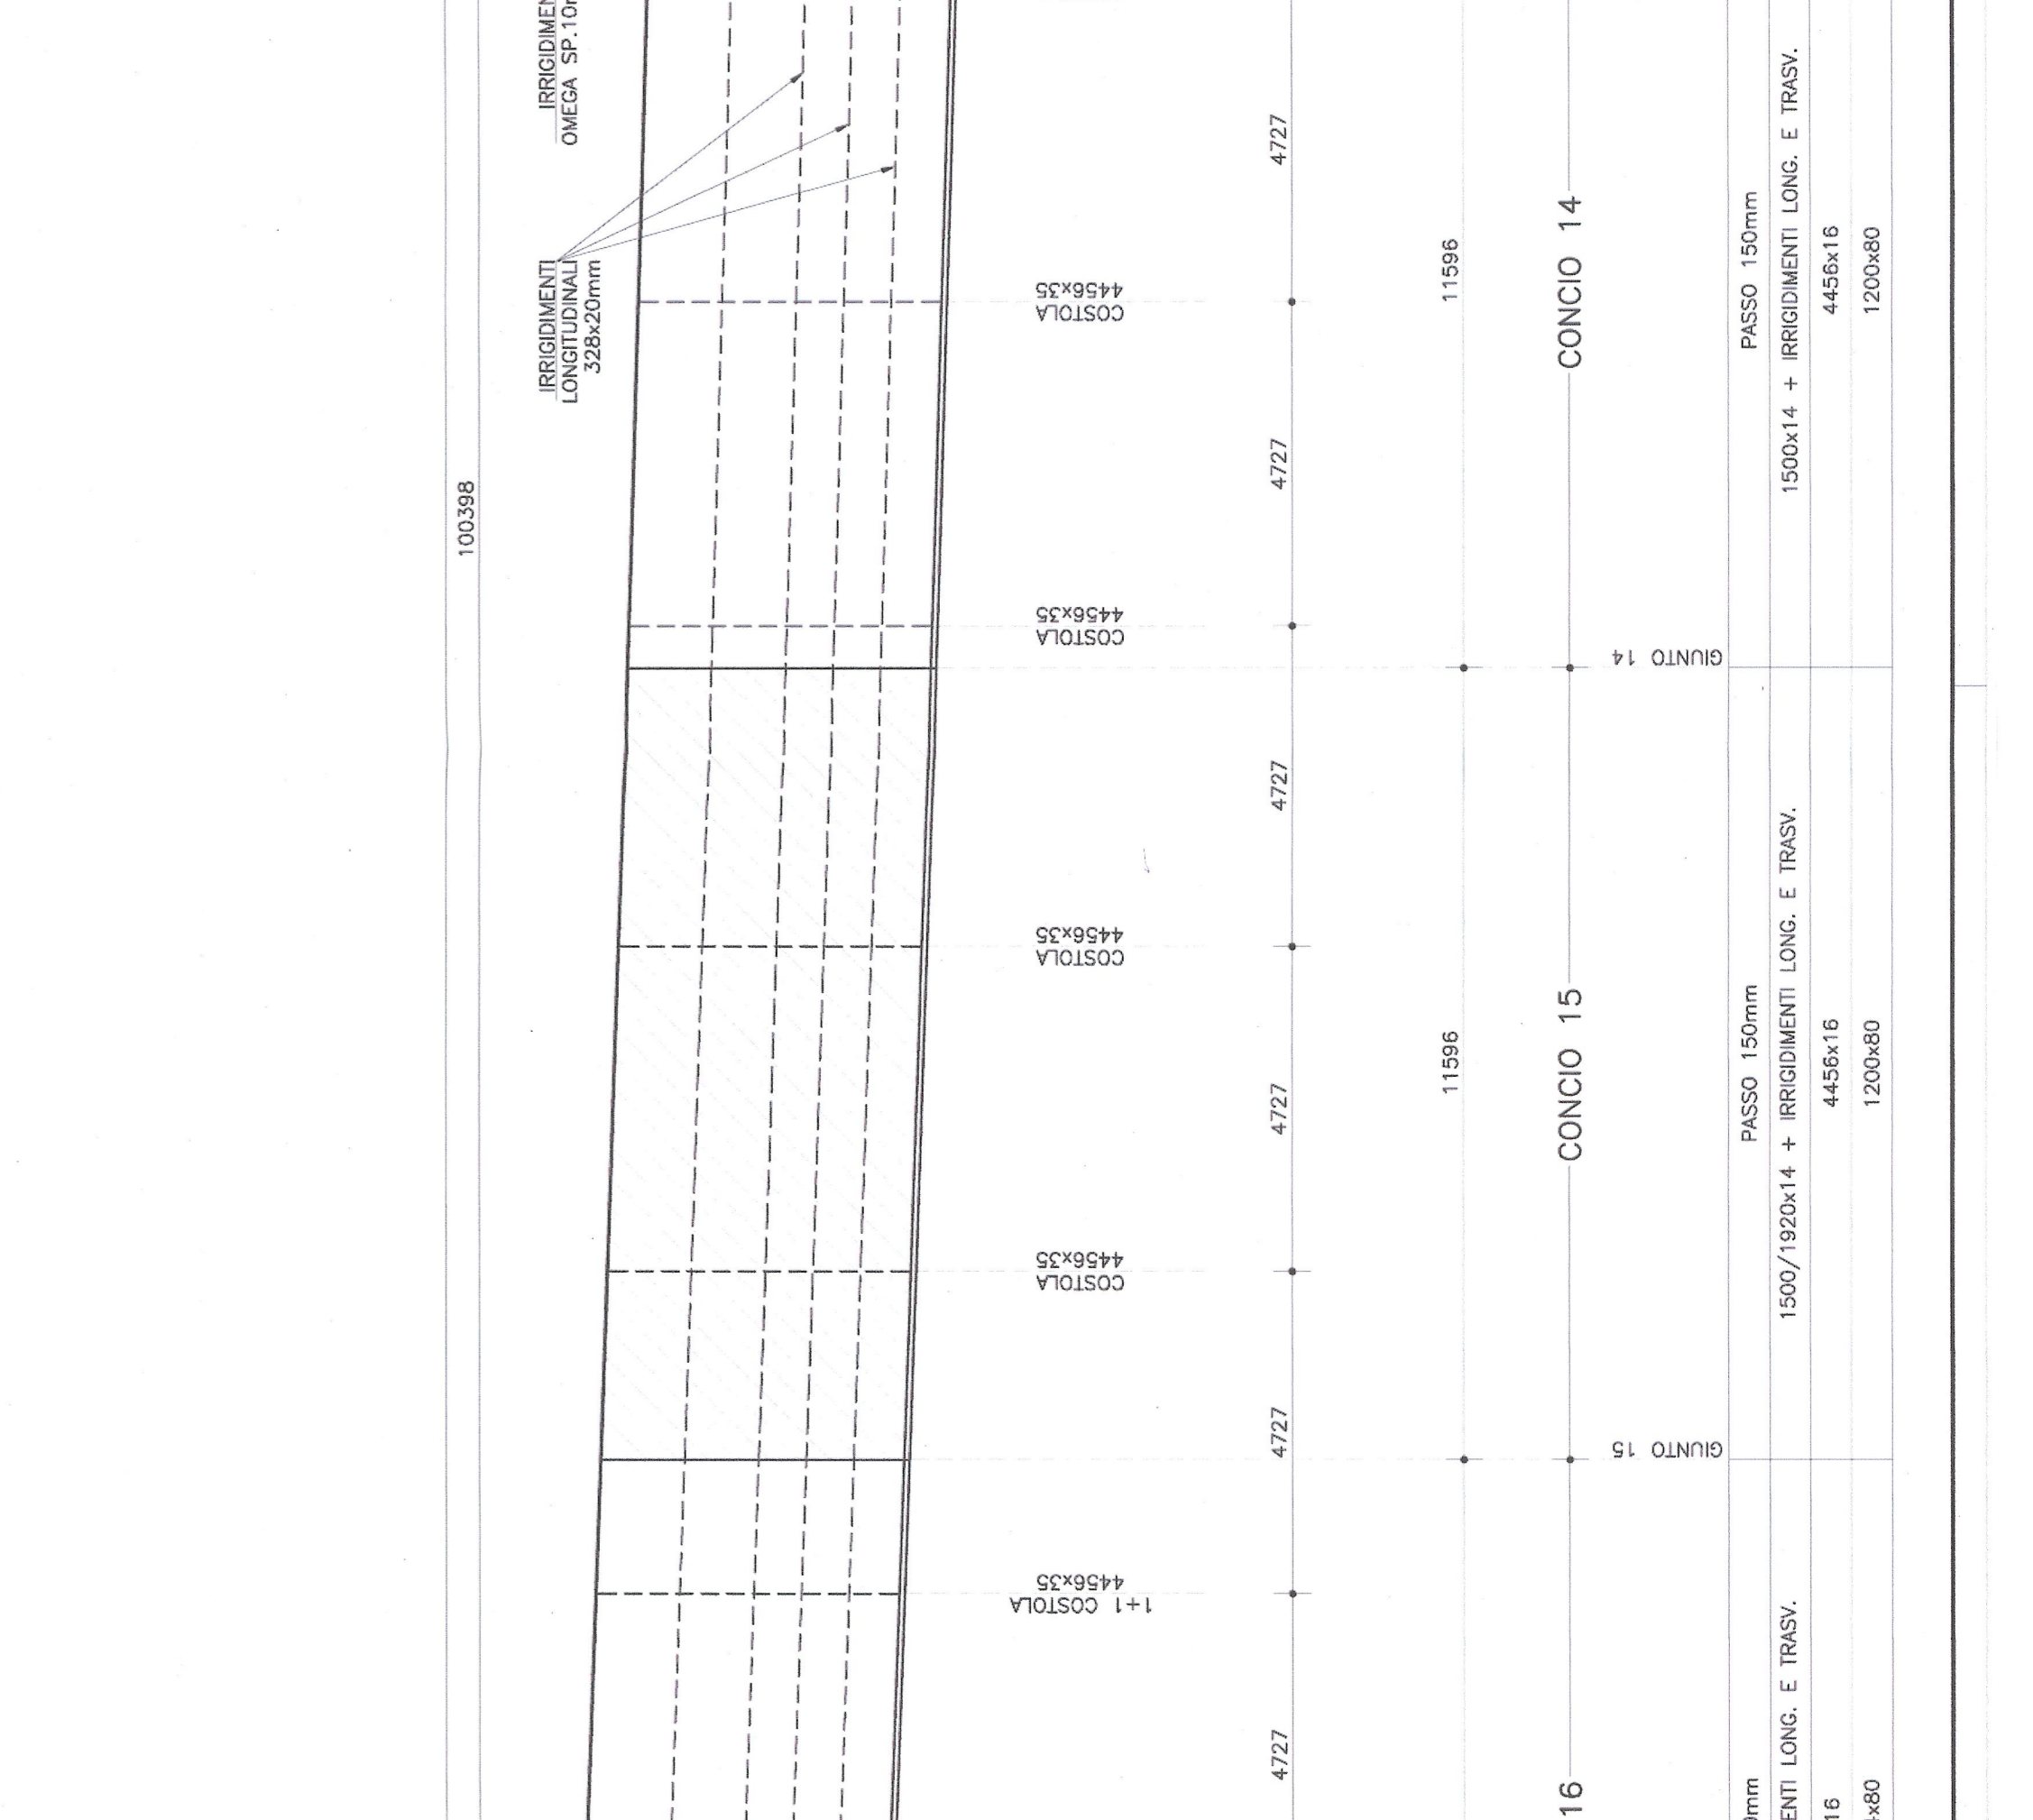 IRRIGIDIMEN
OMEGA SP.10
IRRIGIDIMENTI
LONGITUDINALI
328x20mm
100398
COSTOLA
4456x35
COSTOLA
4456x35
COSTOLA
4456x35
COSTOLA
4456x35
1+1 COSTOLA
4456x35
4727
4727
4727
4727
4727
4727
11596
11596
CONCIO 14
CONCIO 15
16
GIUNTO 14
GIUNTO 15
PASSO 150mm
1500x14 + IRRIGIDIMENTI LONG. E TRASV.
4456x16
1200x80
PASSO 150mm
1500/1920x14 + IRRIGIDIMENTI LONG. E TRASV.
4456x16
1200x80
0mm
ENTI LONG. E TRASV.
16
x80